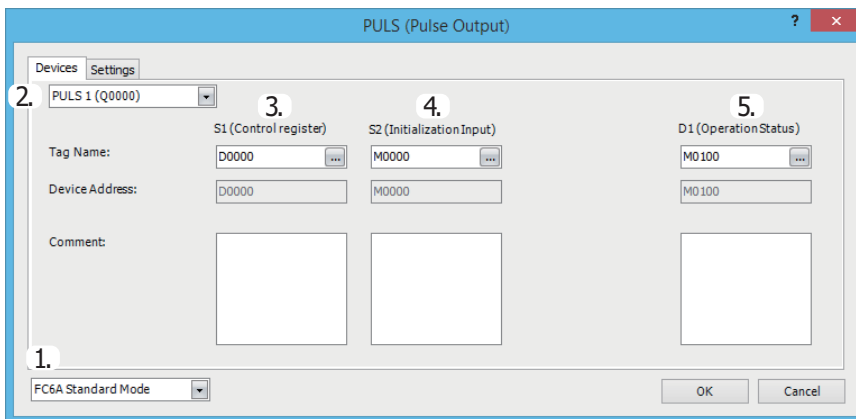 PULS (Pulse Output)
? ×
Devices Settings
2. PULS 1 (Q0000)
3. 4. 5.
S1 (Control register) S2 (Initialization Input) D1 (Operation Status)
Tag Name: D0000 ... M0000 ... M0100 ...
Device Address: D0000 M0000 M0100
Comment:
1.
FC6A Standard Mode OK Cancel